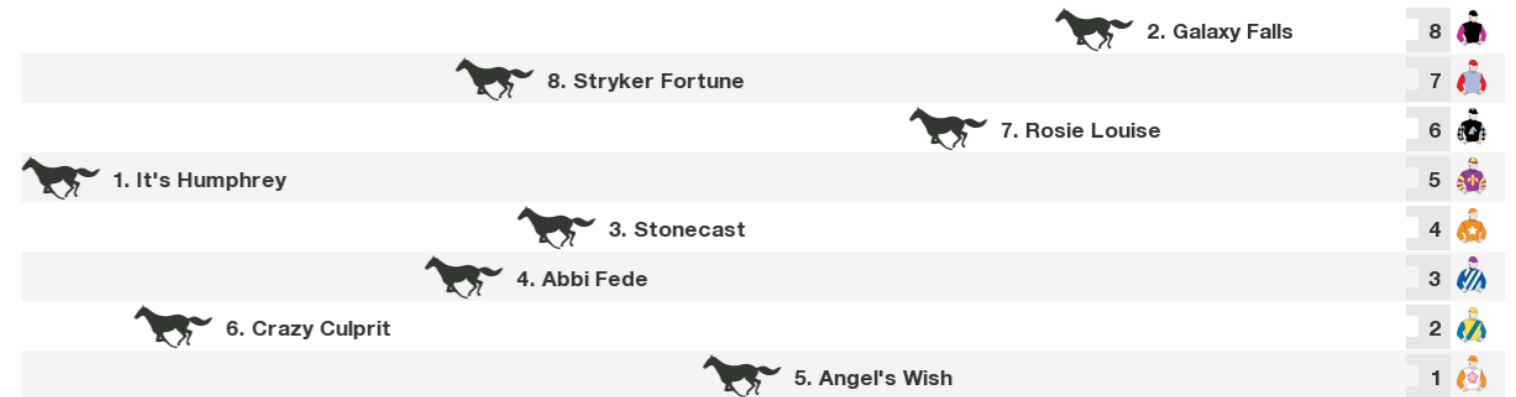 2. Galaxy Falls 8
8. Stryker Fortune 7
7. Rosie Louise 6
1. It's Humphrey 5
3. Stonecast 4
4. Abbi Fede 3
6. Crazy Culprit 2
5. Angel's Wish 1